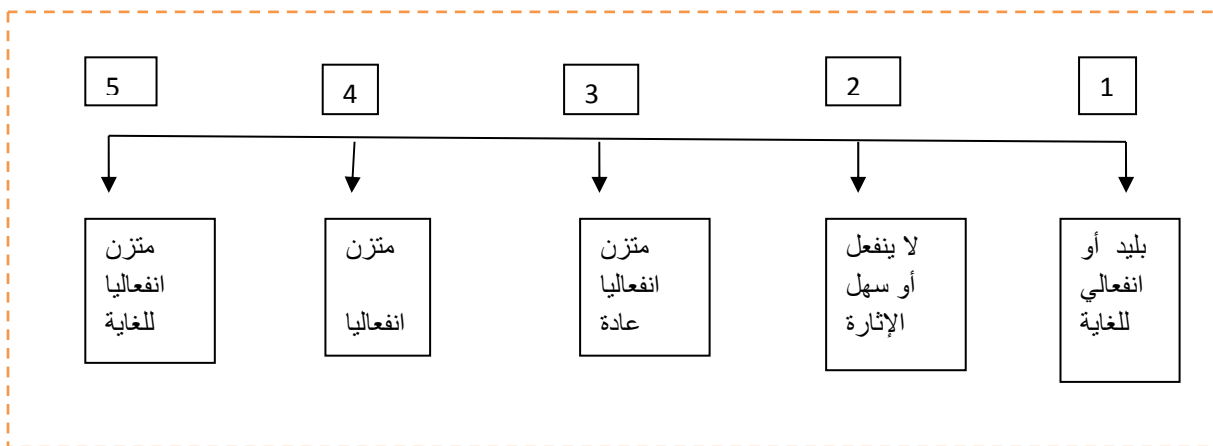 1
2
3
4
5
بليد أو
انفعالي
للغاية
لا ينفعل
أو سهل
الإثارة
متزن
انفعاليا
عادة
متزن
انفعاليا
متزن
انفعاليا
للغاية